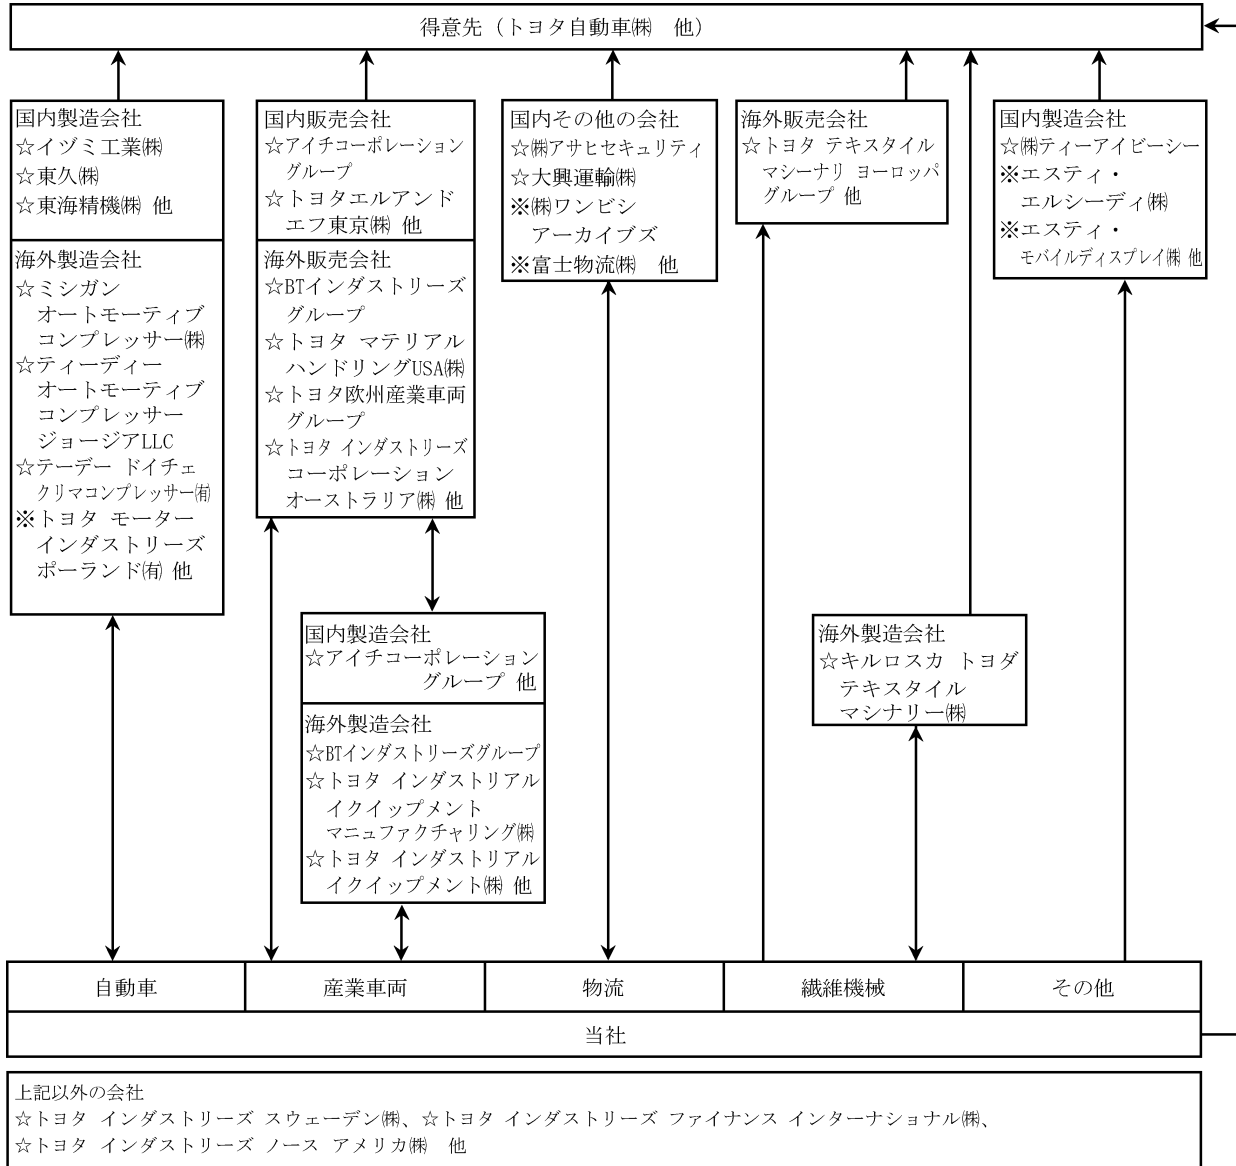 得意先（トヨタ自動車㈱　他）
国内製造会社
☆イヅミ工業㈱
☆東久㈱
☆東海精機㈱ 他
海外製造会社
☆ミシガン
オートモーティブ
コンプレッサー㈱
☆ティーディー
オートモーティブ
コンプレッサー
ジョージアLLC
☆テーデー ドイチェ
クリマコンプレッサー㈲
※トヨタ モーター
インダストリーズ
ポーランド㈲ 他
国内販売会社
☆アイチコーポレーション
グループ
☆トヨタエルアンド
エフ東京㈱ 他
海外販売会社
☆BTインダストリーズ
グループ
☆トヨタ マテリアル
ハンドリングUSA㈱
☆トヨタ欧州産業車両
グループ
☆トヨタ インダストリーズ
コーポレーション
オーストラリア㈱ 他
国内製造会社
☆アイチコーポレーション
グループ 他
海外製造会社
☆BTインダストリーズグループ
☆トヨタ インダストリアル
イクイップメント
マニュファクチャリング㈱
☆トヨタ インダストリアル
イクイップメント㈱ 他
国内その他の会社
☆㈱アサヒセキュリティ
☆大興運輸㈱
※㈱ワンビシ
アーカイブズ
※富士物流㈱　他
海外販売会社
☆トヨタ テキスタイル
マシーナリ ヨーロッパ
グループ 他
海外製造会社
☆キルロスカ トヨダ
テキスタイル
マシナリー㈱
国内製造会社
☆㈱ティーアイビーシー
※エスティ・
エルシーディ㈱
※エスティ・
モバイルディスプレイ㈱ 他
自動車
産業車両
物流
繊維機械
その他
当社
上記以外の会社
☆トヨタ インダストリーズ スウェーデン㈱、☆トヨタ インダストリーズ ファイナンス インターナショナル㈱、
☆トヨタ インダストリーズ ノース アメリカ㈱　他